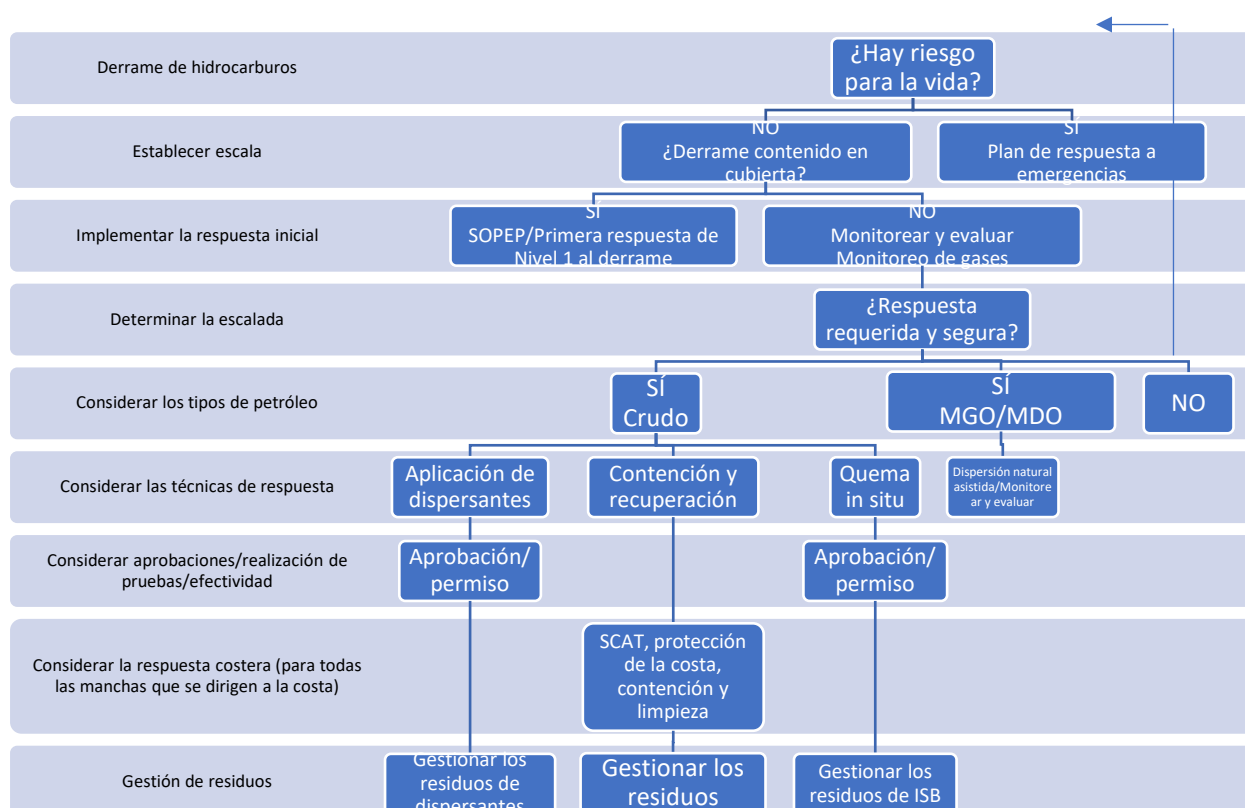 Derrame de hidrocarburos
¿Hay riesgo
para la vida?
Establecer escala
NO
¿Derrame contenido en
cubierta?
SÍ
Plan de respuesta a
emergencias
Implementar la respuesta inicial
SÍ
SOPEP/Primera respuesta de
Nivel 1 al derrame
NO
Monitorear y evaluar
Monitoreo de gases
Determinar la escalada
¿Respuesta
requerida y segura?
Considerar los tipos de petróleo
SÍ
Crudo
SÍ
MGO/MDO
NO
Considerar las técnicas de respuesta
Aplicación de
dispersantes
Contención y
recuperación
Quema
in situ
Dispersión natural
asistida/Monitore
ar y evaluar
Considerar aprobaciones/realización de
pruebas/efectividad
Aprobación/
permiso
Aprobación/
permiso
Considerar la respuesta costera (para todas
las manchas que se dirigen a la costa)
SCAT, protección
de la costa,
contención y
limpieza
Gestión de residuos
Gestionar los
residuos de
dispersantes
Gestionar los
residuos
Gestionar los
residuos de ISB